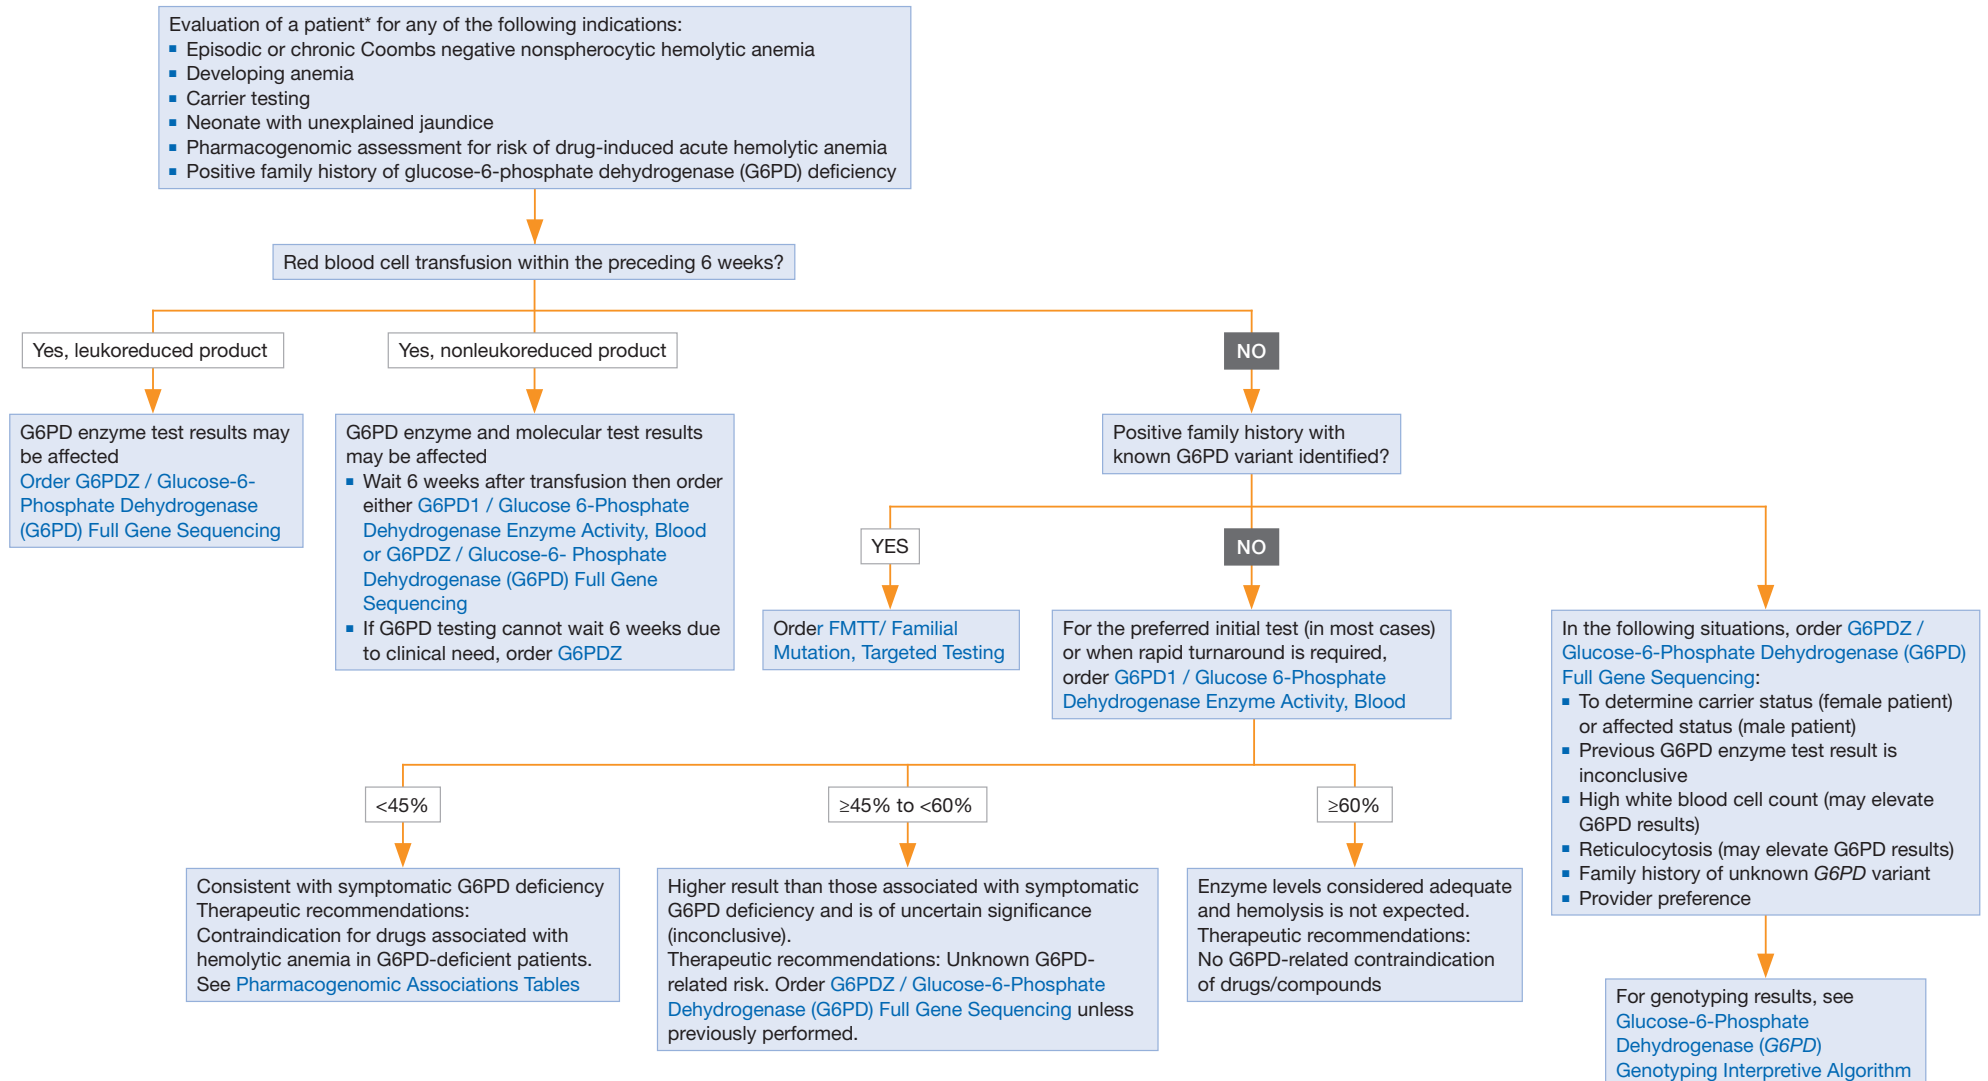 Evaluation of a patient* for any of the following indications:
▪ Episodic or chronic Coombs negative nonspherocytic hemolytic anemia
▪ Developing anemia
▪ Carrier testing
▪ Neonate with unexplained jaundice
▪ Pharmacogenomic assessment for risk of drug-induced acute hemolytic anemia
▪ Positive family history of glucose-6-phosphate dehydrogenase (G6PD) deficiency
Red blood cell transfusion within the preceding 6 weeks?
Yes, leukoreduced product
Yes, nonleukoreduced product
NO
G6PD enzyme test results may
be affected
Order G6PDZ / Glucose-6-
Phosphate Dehydrogenase
(G6PD) Full Gene Sequencing
G6PD enzyme and molecular test results
may be affected
▪ Wait 6 weeks after transfusion then order
either G6PD1 / Glucose 6-Phosphate
Dehydrogenase Enzyme Activity, Blood
or G6PDZ / Glucose-6- Phosphate
Dehydrogenase (G6PD) Full Gene
Sequencing
▪ If G6PD testing cannot wait 6 weeks due
to clinical need, order G6PDZ
Positive family history with
known G6PD variant identified?
YES
NO
Order FMTT/ Familial
Mutation, Targeted Testing
For the preferred initial test (in most cases)
or when rapid turnaround is required,
order G6PD1 / Glucose 6-Phosphate
Dehydrogenase Enzyme Activity, Blood
In the following situations, order G6PDZ /
Glucose-6-Phosphate Dehydrogenase (G6PD)
Full Gene Sequencing:
▪ To determine carrier status (female patient)
or affected status (male patient)
▪ Previous G6PD enzyme test result is
inconclusive
▪ High white blood cell count (may elevate
G6PD results)
▪ Reticulocytosis (may elevate G6PD results)
▪ Family history of unknown G6PD variant
▪ Provider preference
<45%
≥45% to <60%
≥60%
Consistent with symptomatic G6PD deficiency
Therapeutic recommendations:
Contraindication for drugs associated with
hemolytic anemia in G6PD-deficient patients.
See Pharmacogenomic Associations Tables
Higher result than those associated with symptomatic
G6PD deficiency and is of uncertain significance
(inconclusive).
Therapeutic recommendations: Unknown G6PD-
related risk. Order G6PDZ / Glucose-6-Phosphate
Dehydrogenase (G6PD) Full Gene Sequencing unless
previously performed.
Enzyme levels considered adequate
and hemolysis is not expected.
Therapeutic recommendations:
No G6PD-related contraindication
of drugs/compounds
For genotyping results, see
Glucose-6-Phosphate
Dehydrogenase (G6PD)
Genotyping Interpretive Algorithm